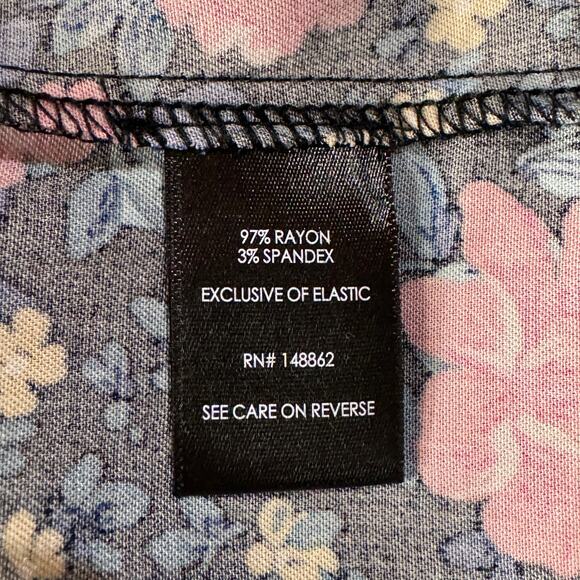 97% RAYON
3% SPANDEX
EXCLUSIVE OF ELASTIC
RN# 148862
SEE CARE ON REVERSE